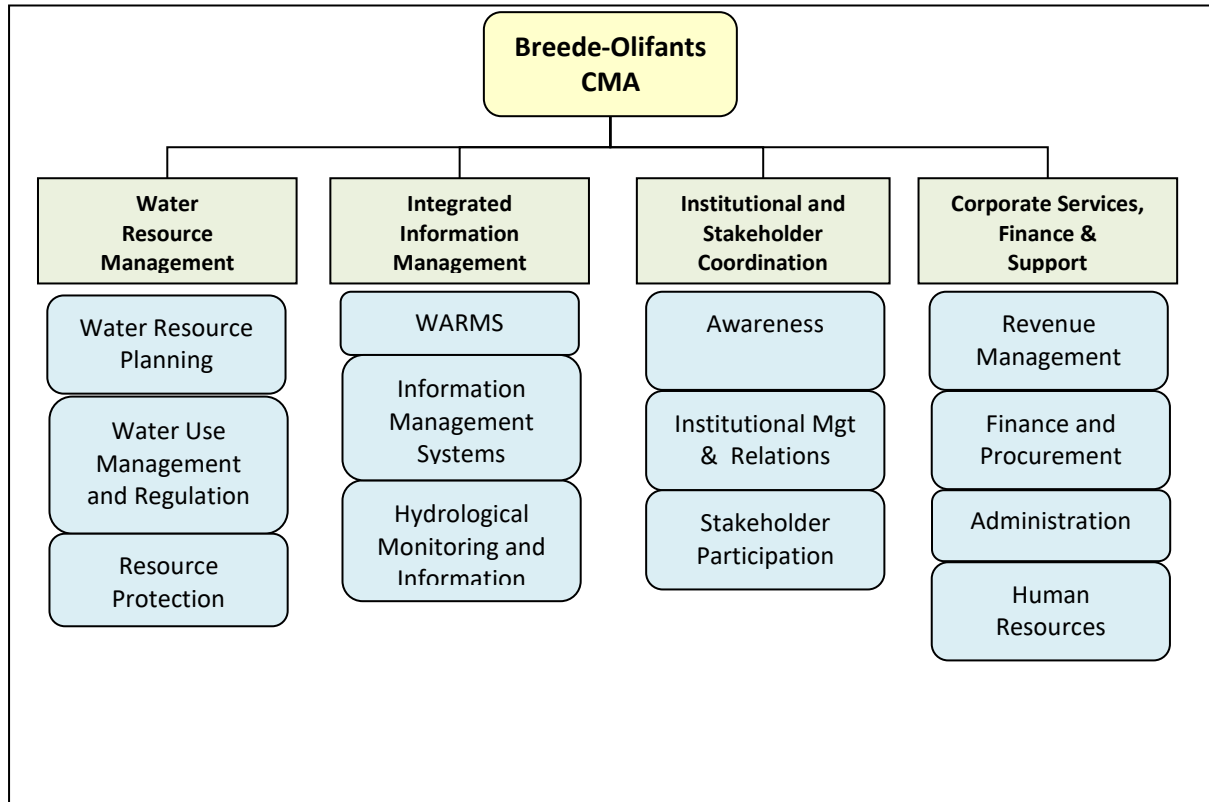 Breede-Olifants
CMA
Water
Resource
Management
Integrated
Information
Management
Institutional and
Stakeholder
Coordination
Corporate Services,
Finance &
Support
Water Resource
Planning
Water Use
Management
and Regulation
Resource
Protection
WARMS
Information
Management
Systems
Hydrological
Monitoring and
Information
Awareness
Institutional Mgt
& Relations
Stakeholder
Participation
Revenue
Management
Finance and
Procurement
Administration
Human
Resources